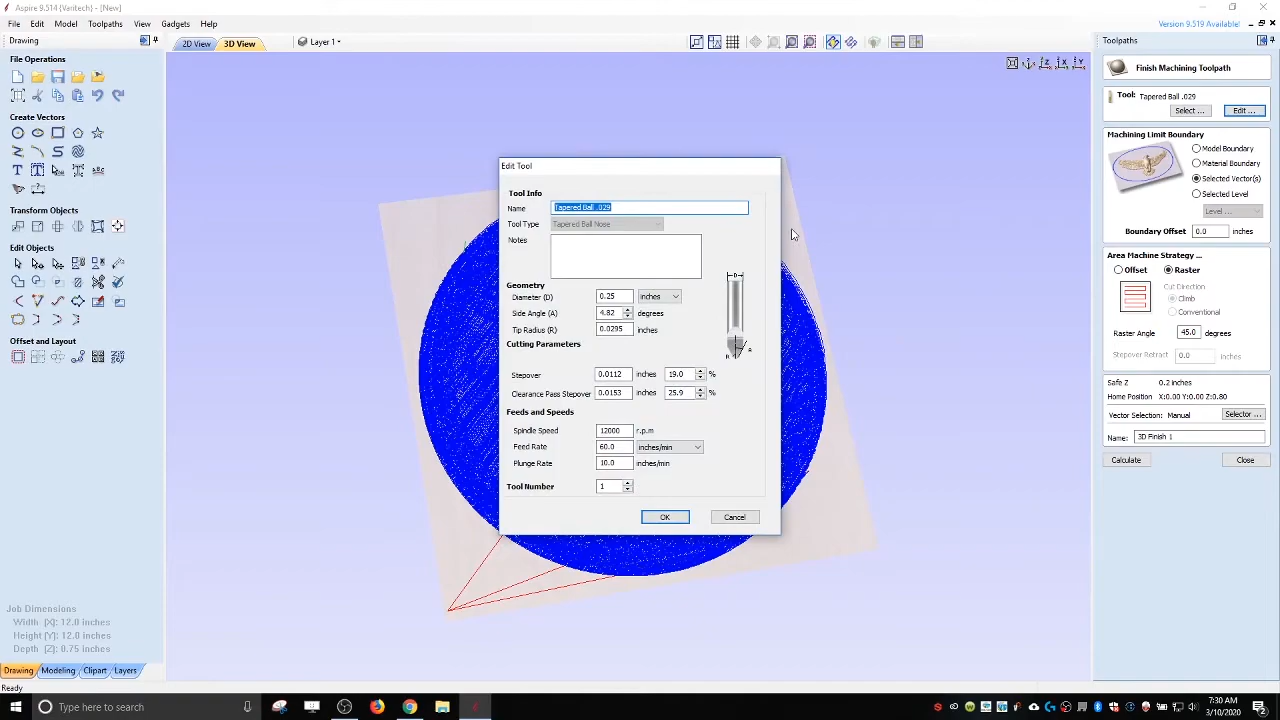 Aspire 9.514 {Varitech} - [New]
File Edit Model Toolpaths View Gadgets Help
Version 9.519 Available!
Drawing
2D View 3D View Layer 1
Toolpaths
File Operations
Create Vectors
Transform Objects
Edit Objects
Offset and Layout
Job Dimensions
Width [X]: 12.0 inches
Height [Y]: 12.0 inches
Depth [Z]: 0.75 inches
Drawing Modeling Clipart Layers
Ready
Edit Tool
Tool Info
Name Tapered Ball .029
Tool Type Tapered Ball Nose
Notes
Geometry
Diameter (D) 0.25 inches
Side Angle (A) 4.82 degrees
Tip Radius (R) 0.0295 inches
D
R A
Cutting Parameters
Stepover 0.0112 inches 19.0 %
Clearance Pass Stepover 0.0153 inches 25.9 %
Feeds and Speeds
Spindle Speed 12000 r.p.m
Feed Rate 60.0 inches/min
Plunge Rate 10.0 inches/min
Tool Number 1
OK Cancel
Finish Machining Toolpath
Tool: Tapered Ball .029
Select ... Edit ...
Machining Limit Boundary
Model Boundary
Material Boundary
Selected Vector(s)
Selected Level
Level ...
Boundary Offset 0.0 inches
Area Machine Strategy ...
Offset Raster
Cut Direction
Climb
Conventional
Raster Angle 45.0 degrees
Stepover Retract 0.0 inches
Safe Z 0.2 inches
Home Position X:0.00 Y:0.00 Z:0.80
Vector Selection: Manual Selector ...
Name: 3D Finish 1
Calculate Close
Type here to search
7:30 AM
3/10/2020
2